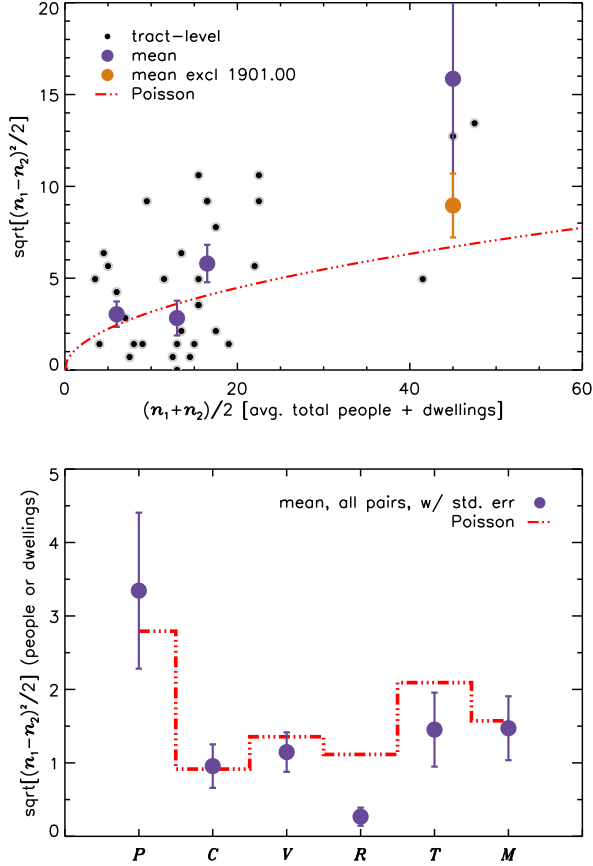 20
15
10
5
0
sqrt[(n₁−n₂)²/2]
tract−level
mean
mean excl 1901.00
Poisson
0 20 40 60
(n₁+n₂)/2 [avg. total people + dwellings]
5
4
3
2
1
0
sqrt[(n₁−n₂)²/2] (people or dwellings)
mean, all pairs, w/ std. err
Poisson
P C V R T M